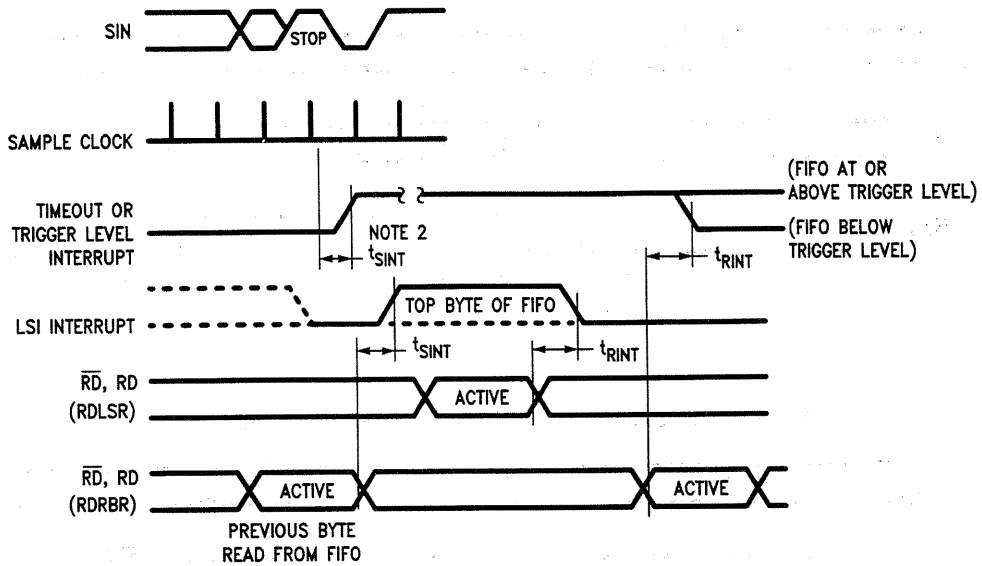 SIN
STOP
SAMPLE CLOCK
TIMEOUT OR
TRIGGER LEVEL
INTERRUPT
NOTE 2
tSINT
(FIFO AT OR
ABOVE TRIGGER LEVEL)
(FIFO BELOW
TRIGGER LEVEL)
tRINT
LSI INTERRUPT
TOP BYTE OF FIFO
tSINT
tRINT
R̅D̅, RD
(RDLSR)
ACTIVE
R̅D̅, RD
(RDRBR)
ACTIVE
ACTIVE
PREVIOUS BYTE
READ FROM FIFO